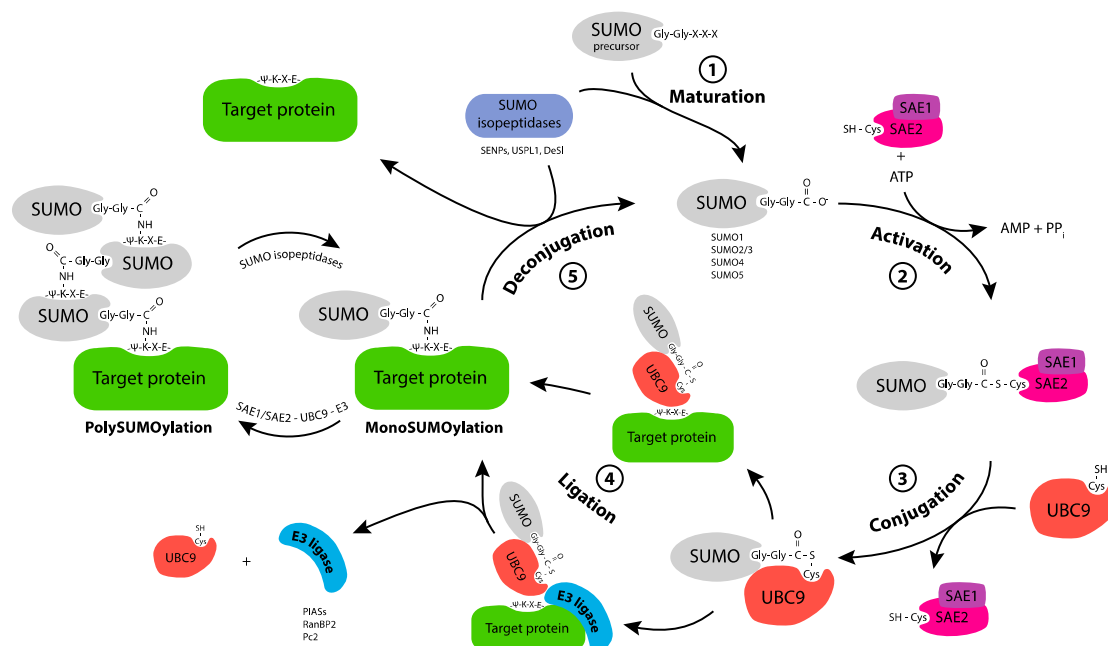 SUMO
precursor
Gly-Gly-X-X-X
1
Maturation
-Ψ-K-X-E-
Target protein
SUMO
isopeptidases
SENPs, USPL1, DeSI
SAE1
SH - Cys
SAE2
+
ATP
AMP + PPi
SUMO
Gly-Gly - C - O-
O
SUMO1
SUMO2/3
SUMO4
SUMO5
Activation
2
SUMO
Gly-Gly - C
O
NH
-Ψ-K-X-E-
O
C - Gly-Gly
SUMO
NH
-Ψ-K-X-E-
SUMO
Gly-Gly - C
O
NH
-Ψ-K-X-E-
Target protein
PolySUMOylation
SUMO isopeptidases
SAE1/SAE2 - UBC9 - E3
Deconjugation
5
SUMO
Gly-Gly - C
O
NH
-Ψ-K-X-E-
Target protein
MonoSUMOylation
SUMO
Gly-Gly - C - S
O
Cys
UBC9
-Ψ-K-X-E-
Target protein
O
SUMO
Gly-Gly - C - S - Cys
SAE1
SAE2
3
Conjugation
SH
Cys
UBC9
SAE1
SH - Cys
SAE2
4
Ligation
O
SUMO
Gly-Gly - C - S
Cys
UBC9
SUMO
Gly-Gly - C - S
O
Cys
UBC9
E3 ligase
-Ψ-K-X-E-
Target protein
SH
Cys
UBC9
+
E3 ligase
PIASs
RanBP2
Pc2